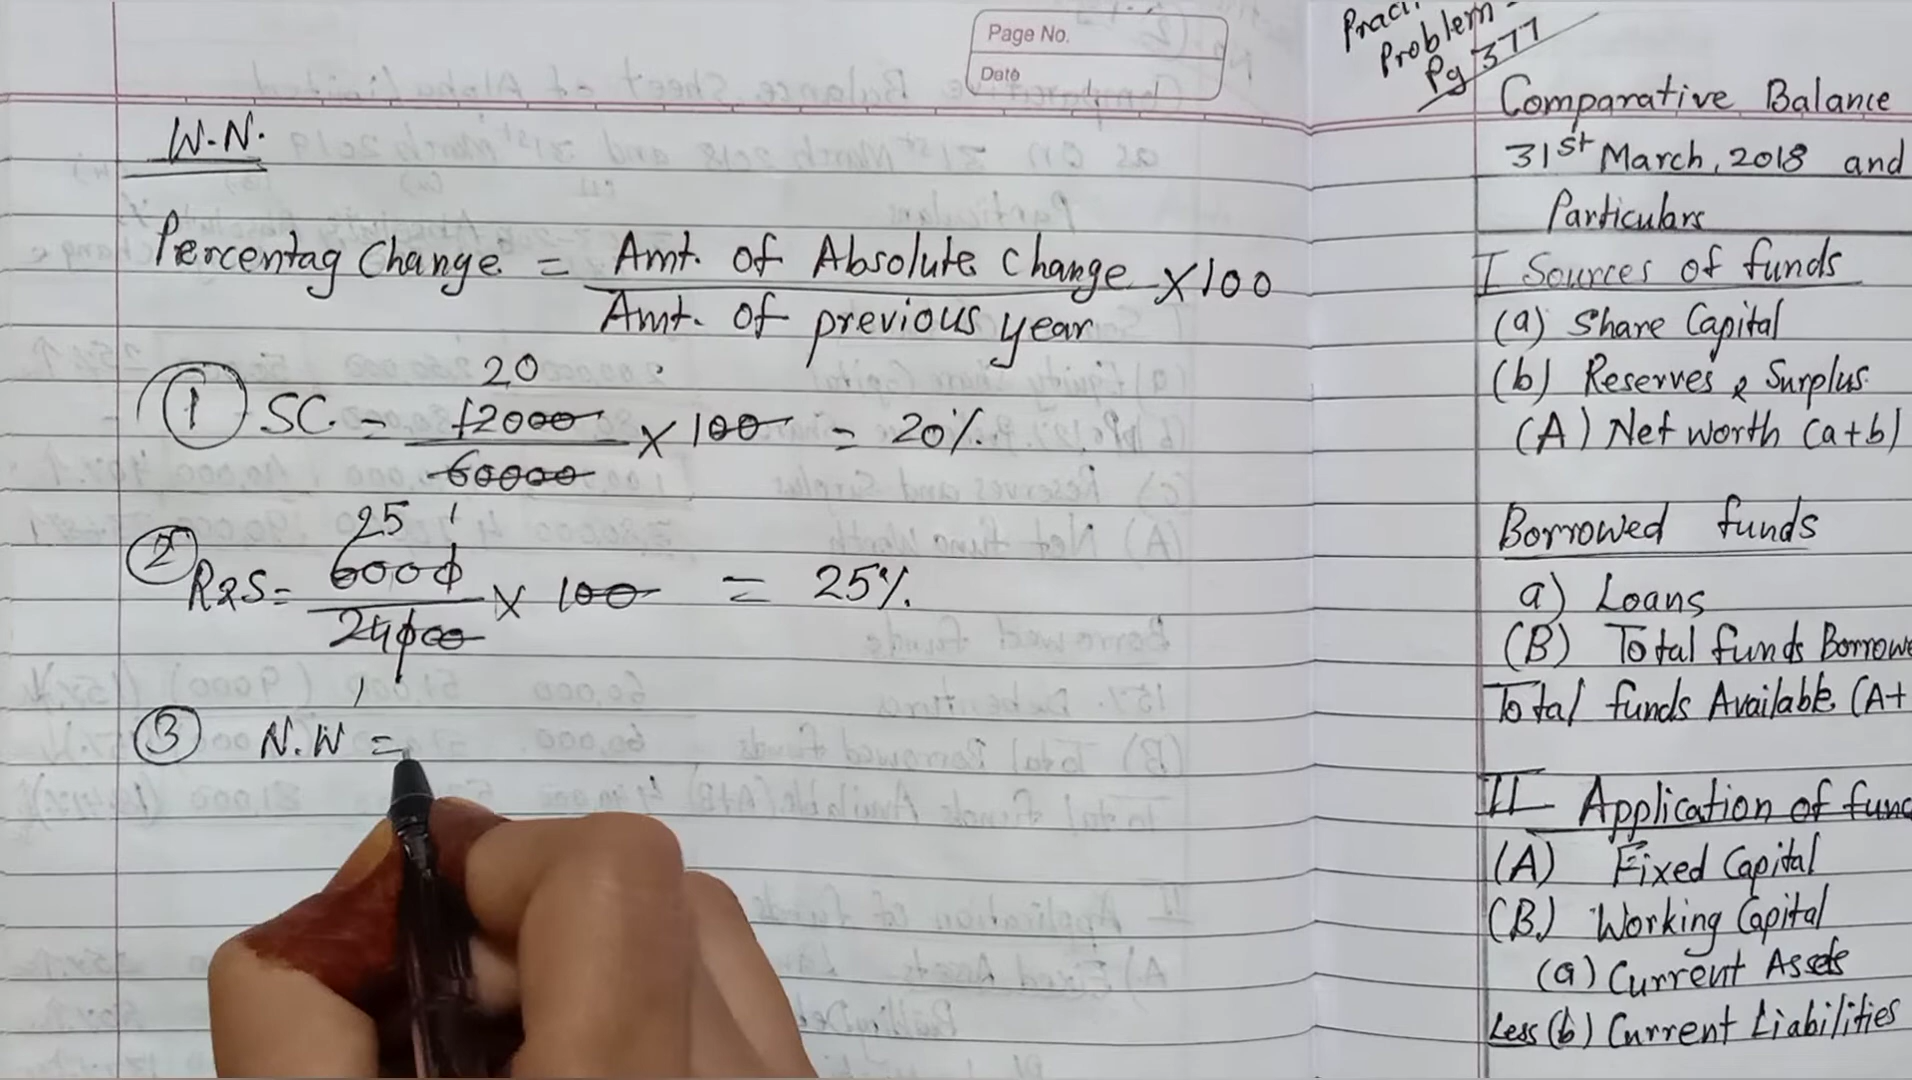 Page No.
Date
W.N.
Percentag Change = Amt. of Absolute Change × 100
Amt. of previous year
20
① SC. = 12000 × 100 = 20%.
60000
25 1
② R&S = 6000 × 100 = 25%.
24000
1
③ N.W =
Problem
Pg 377
Comparative Balance
31st March, 2018 and
Particulars
I Sources of funds
(a) Share Capital
(b) Reserves & Surplus
(A) Net worth (a+b)
Borrowed funds
a) Loans
(B) Total funds Borrowe
Total funds Available (A+
II Application of func
(A) Fixed Capital
(B) Working Capital
(a) Current Assets
Less (b) Current Liabilities